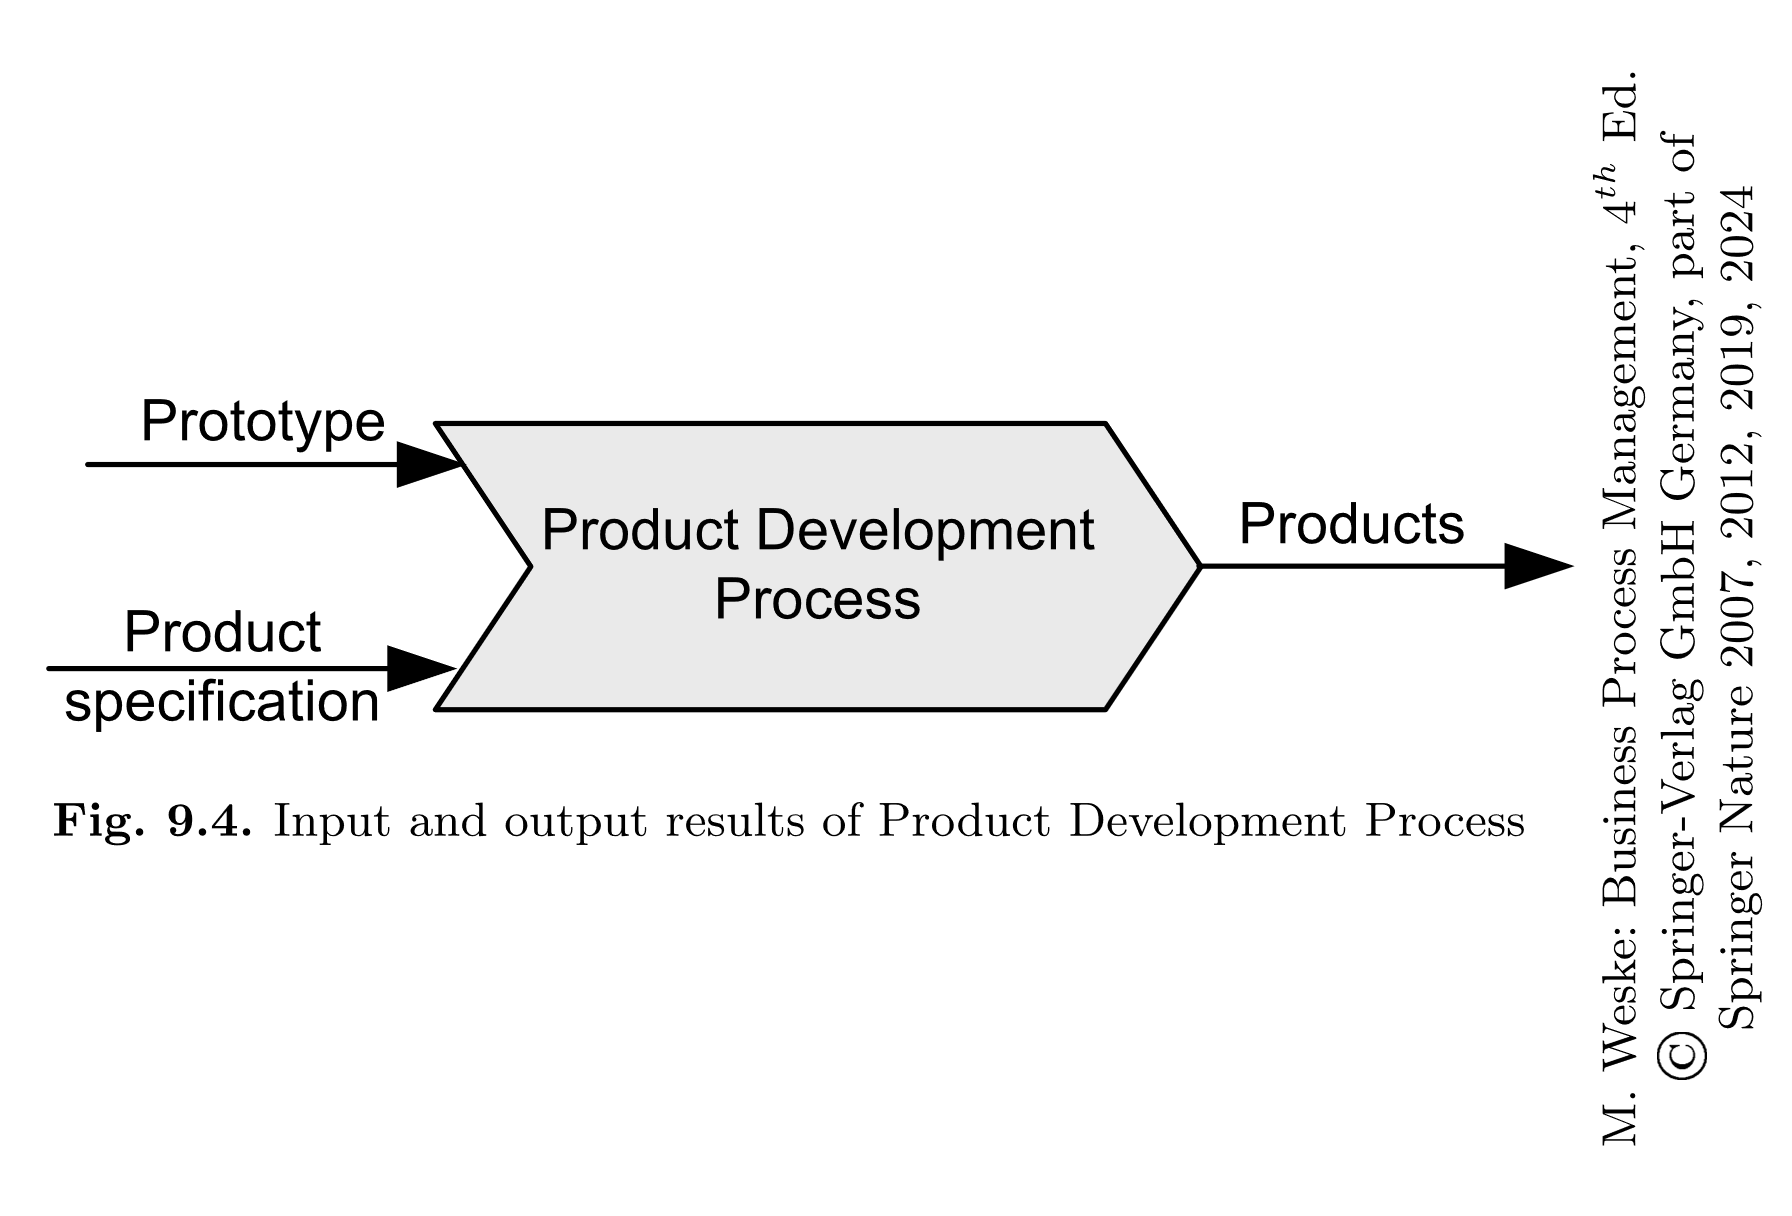 Prototype
Product Development
Process
Products
Product
specification
Fig. 9.4. Input and output results of Product Development Process
M. Weske: Business Process Management, 4th Ed.
© Springer-Verlag GmbH Germany, part of
Springer Nature 2007, 2012, 2019, 2024